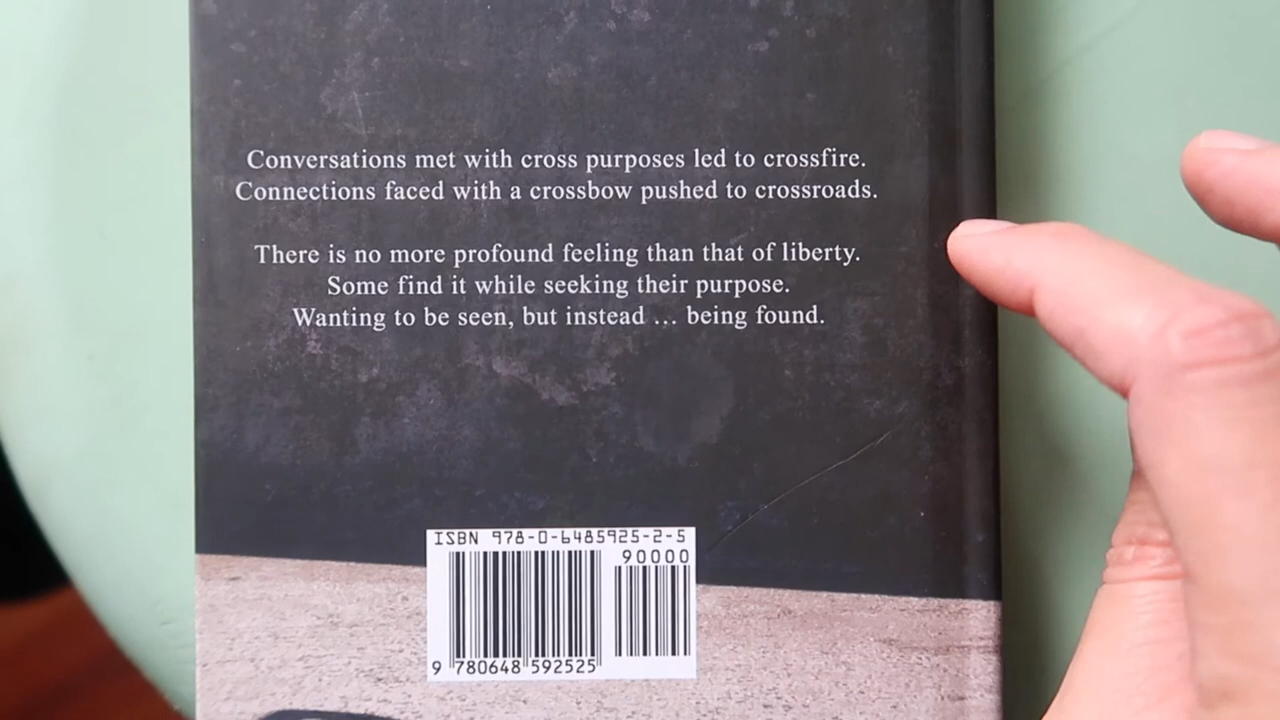 Conversations met with cross purposes led to crossfire.
Connections faced with a crossbow pushed to crossroads.
There is no more profound feeling than that of liberty.
Some find it while seeking their purpose.
Wanting to be seen, but instead … being found.
ISBN 978-0-6485925-2-5
90000
9 780648 592525